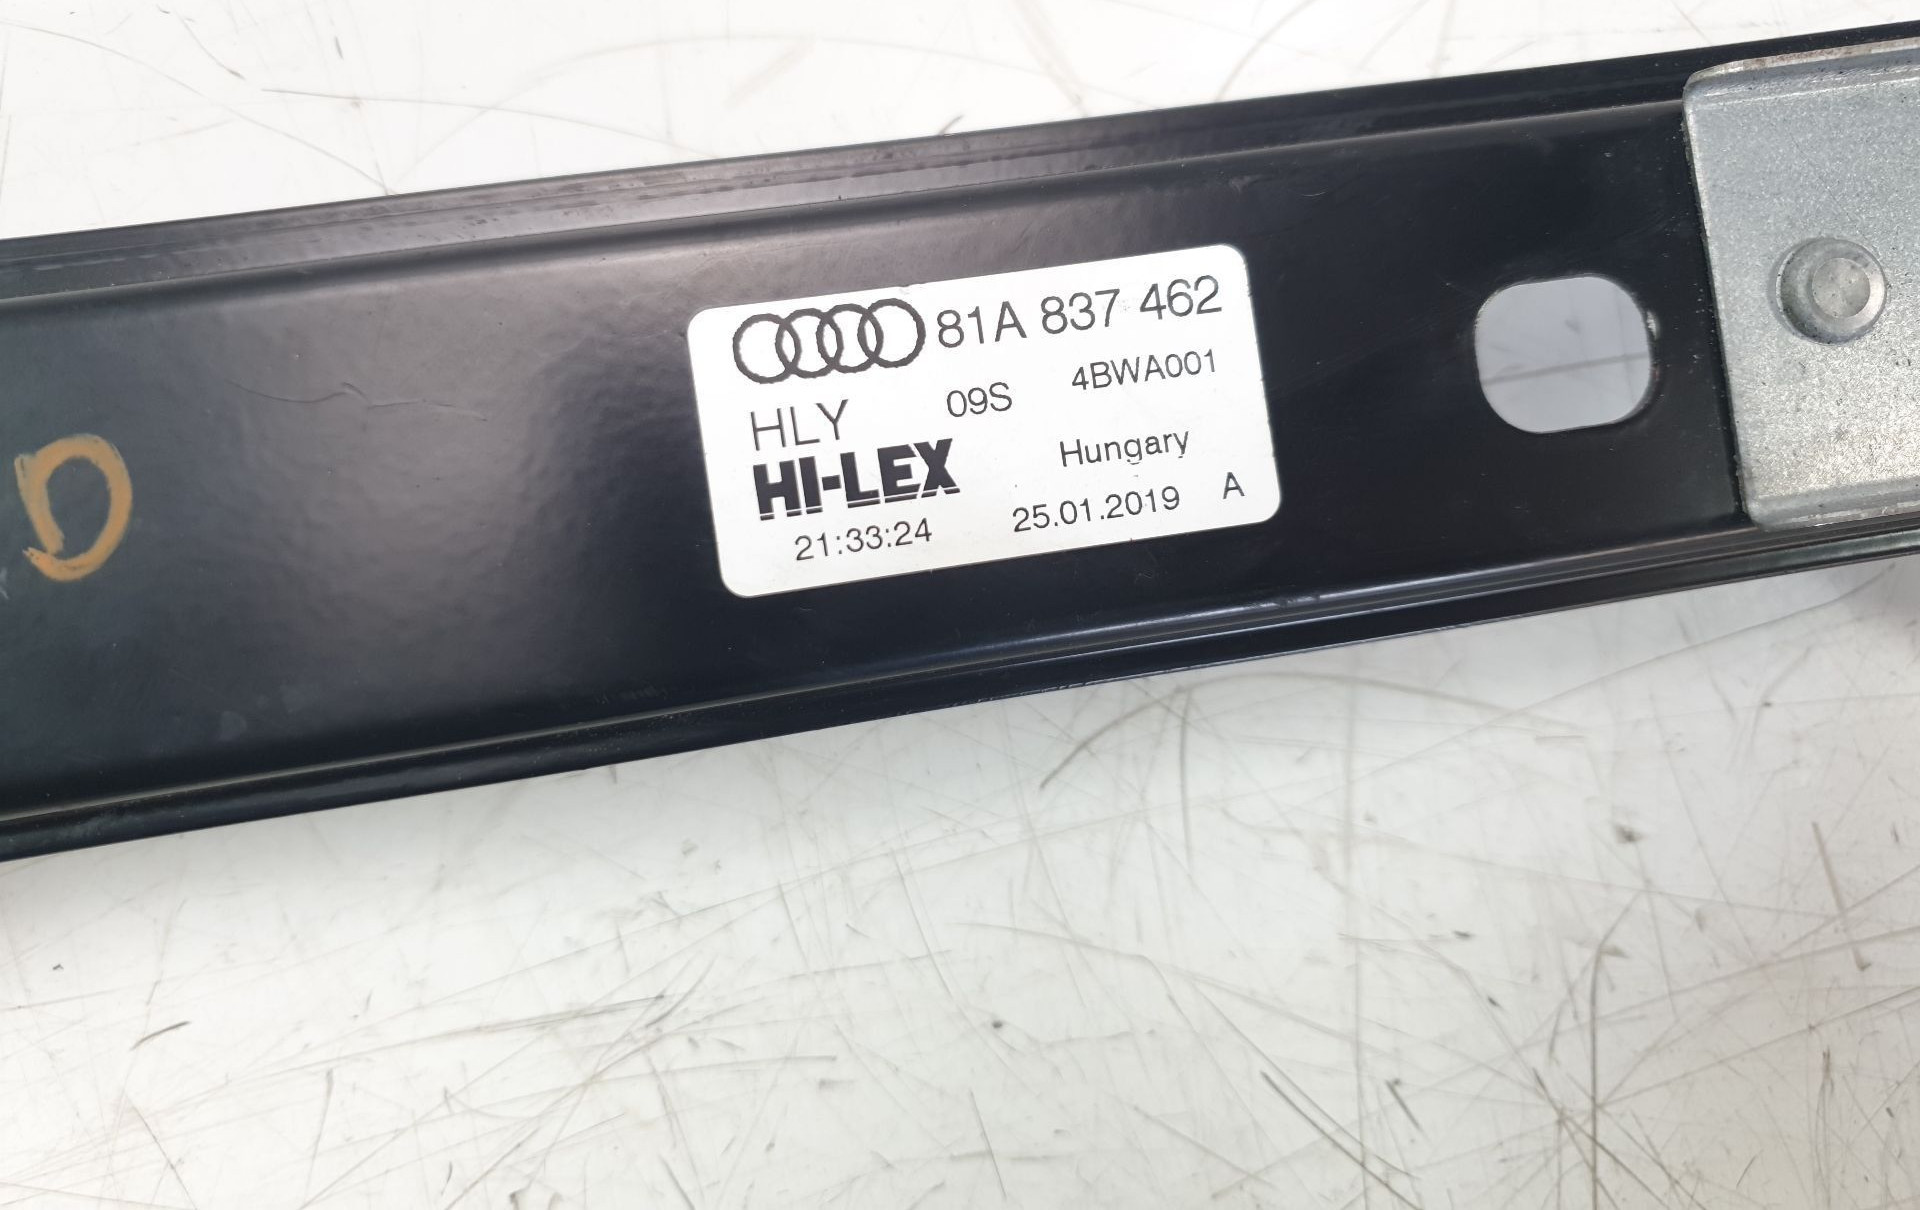 81A 837 462
HLY 09S 4BWA001
HI-LEX Hungary
21:33:24 25.01.2019 A
D